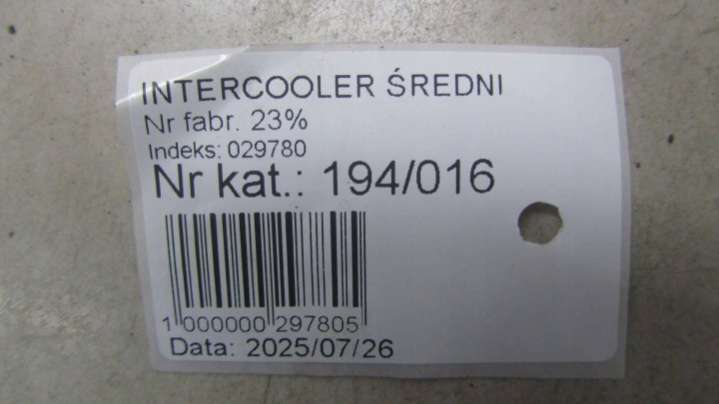 INTERCOOLER ŚREDNI
Nr fabr. 23%
Indeks: 029780
Nr kat.: 194/016
1 000000 297805
Data: 2025/07/26